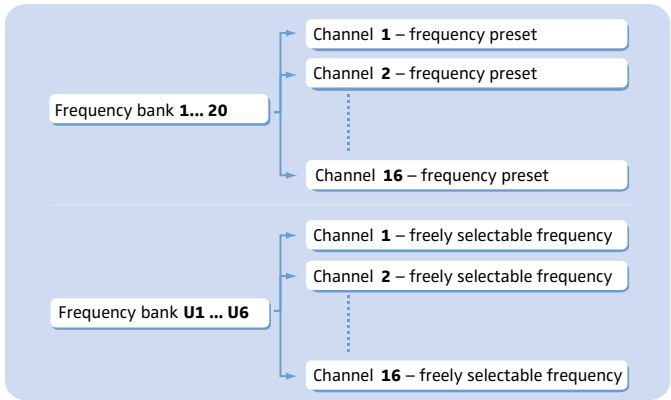 Channel 1 – frequency preset
Channel 2 – frequency preset
Frequency bank 1... 20
Channel 16 – frequency preset
Channel 1 – freely selectable frequency
Channel 2 – freely selectable frequency
Frequency bank U1 ... U6
Channel 16 – freely selectable frequency